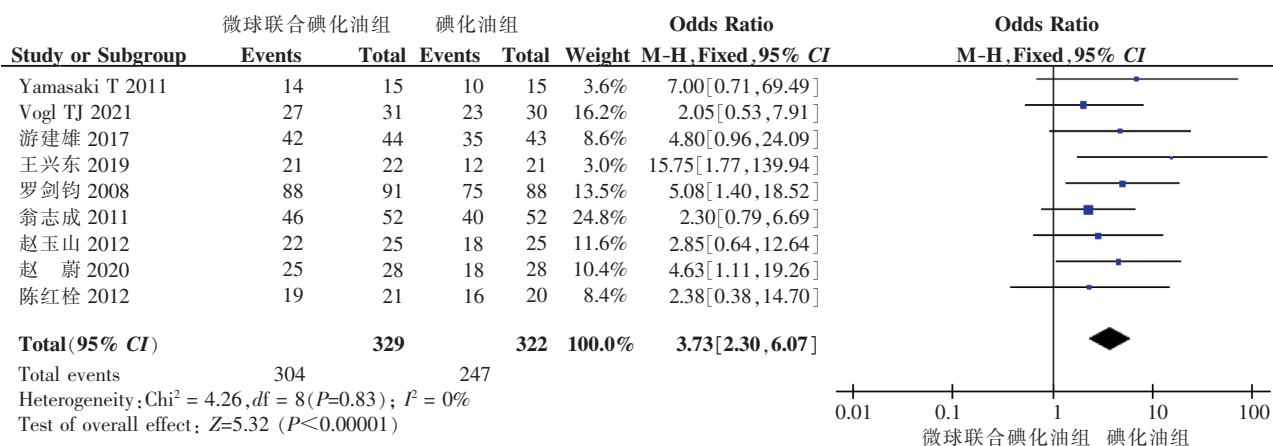 微球联合碘化油组 碘化油组 Odds Ratio Odds Ratio
Study or Subgroup Events Total Events Total Weight M-H,Fixed,95% CI M-H,Fixed,95% CI
Yamasaki T 2011 14 15 10 15 3.6% 7.00[0.71,69.49]
Vogl TJ 2021 27 31 23 30 16.2% 2.05[0.53,7.91]
游建雄 2017 42 44 35 43 8.6% 4.80[0.96,24.09]
王兴东 2019 21 22 12 21 3.0% 15.75[1.77,139.94]
罗剑钧 2008 88 91 75 88 13.5% 5.08[1.40,18.52]
翁志成 2011 46 52 40 52 24.8% 2.30[0.79,6.69]
赵玉山 2012 22 25 18 25 11.6% 2.85[0.64,12.64]
赵 蔚 2020 25 28 18 28 10.4% 4.63[1.11,19.26]
陈红栓 2012 19 21 16 20 8.4% 2.38[0.38,14.70]
Total(95% CI) 329 322 100.0% 3.73[2.30,6.07]
Total events 304 247
Heterogeneity:Chi² = 4.26,df = 8(P=0.83); I² = 0%
Test of overall effect: Z=5.32 (P<0.00001)
0.01 0.1 1 10 100
微球联合碘化油组 碘化油组